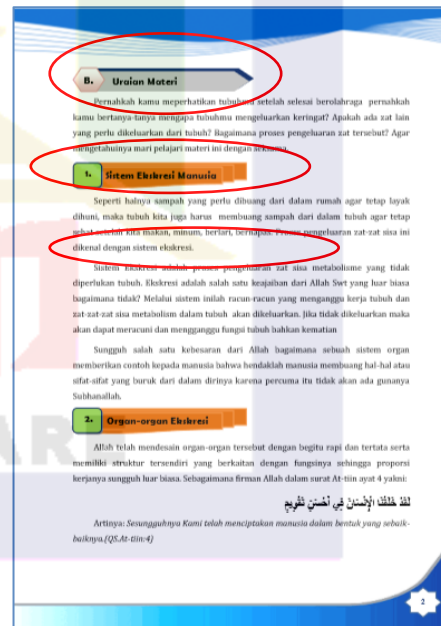 B. Uraian Materi
Pernahkah kamu meperhatikan tubuhmu setelah selesai berolahraga pernahkah
kamu bertanya-tanya mengapa tubuhmu mengeluarkan keringat? Apakah ada zat lain
yang perlu dikeluarkan dari tubuh? Bagaimana proses pengeluaran zat tersebut? Agar
mengetahuinya mari pelajari materi ini dengan seksama.
1. Sistem Ekskresi Manusia
Seperti halnya sampah yang perlu dibuang dari dalam rumah agar tetap layak
dihuni, maka tubuh kita juga harus membuang sampah dari dalam tubuh agar tetap
sehat setelah kita makan, minum, berlari, bernapas. Proses pengeluaran zat-zat sisa ini
dikenal dengan sistem ekskresi.
Sistem Ekskresi adalah proses pengeluaran zat sisa metabolisme yang tidak
diperlukan tubuh. Ekskresi adalah salah satu keajaiban dari Allah Swt yang luar biasa
bagaimana tidak? Melalui sistem inilah racun-racun yang menganggu kerja tubuh dan
zat-zat-zat sisa metabolism dalam tubuh akan dikeluarkan. Jika tidak dikeluarkan maka
akan dapat meracuni dan mengganggu fungsi tubuh bahkan kematian
Sungguh salah satu kebesaran dari Allah bagaimana sebuah sistem organ
memberikan contoh kepada manusia bahwa hendaklah manusia membuang hal-hal atau
sifat-sifat yang buruk dari dalam dirinya karena percuma itu tidak akan ada gunanya
Subhanallah.
2. Organ-organ Ekskresi
Allah telah mendesain organ-organ tersebut dengan begitu rapi dan tertata serta
memiliki struktur tersendiri yang berkaitan dengan fungsinya sehingga proporsi
kerjanya sungguh luar biasa. Sebagaimana firman Allah dalam surat At-tiin ayat 4 yakni:
لَقَدْ خَلَقْنَا الْإِنْسَانَ فِي أَحْسَنِ تَقْوِيمٍ
Artinya: Sesungguhnya Kami telah menciptakan manusia dalam bentuk yang sebaik-
baiknya.(QS.At-tiin:4)
2
ARE